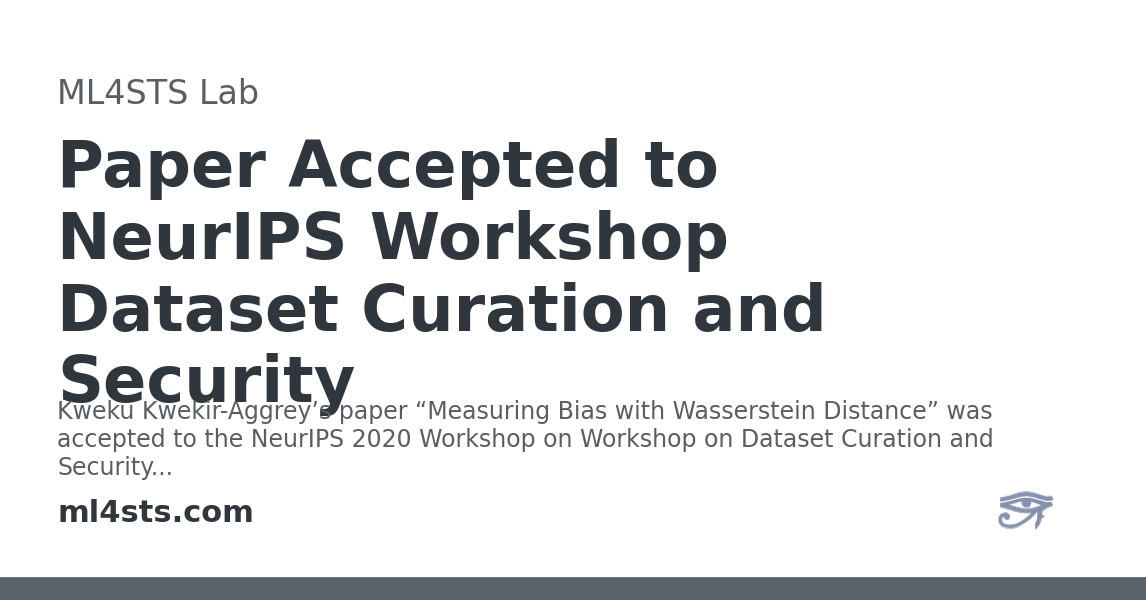 ML4STS Lab
Paper Accepted to
NeurIPS Workshop
Dataset Curation and
Security
Kweku Kwekir-Aggrey’s paper “Measuring Bias with Wasserstein Distance” was
accepted to the NeurIPS 2020 Workshop on Workshop on Dataset Curation and
Security...
ml4sts.com